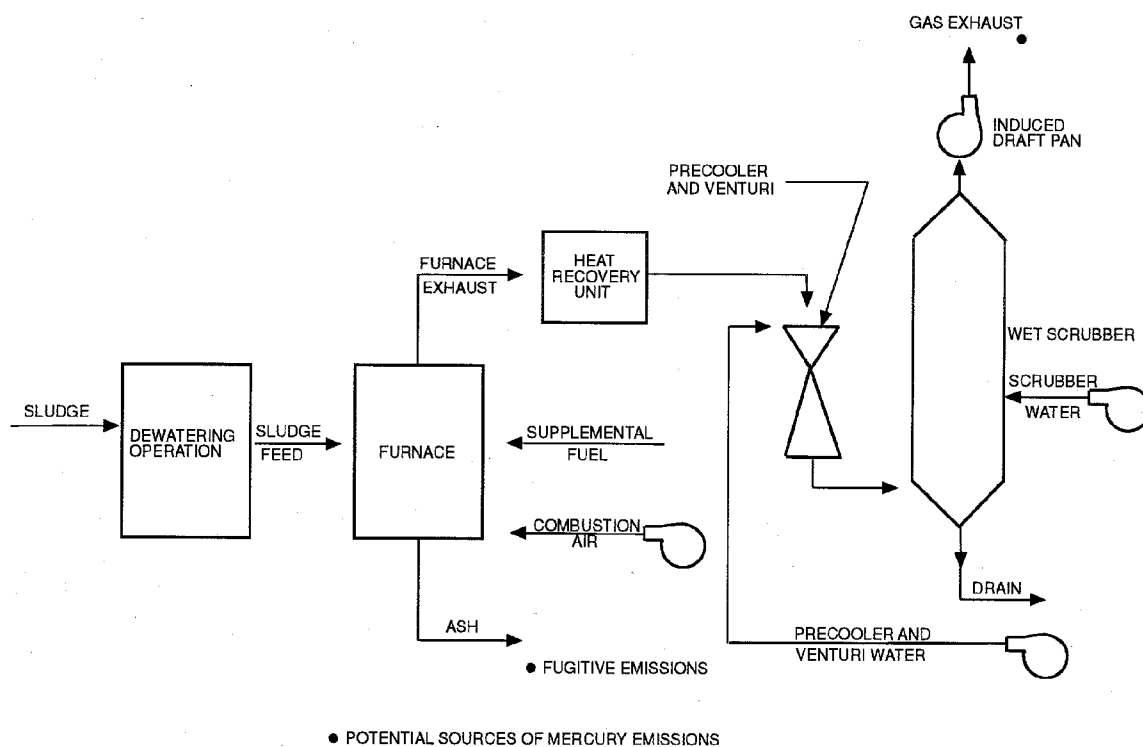 GAS EXHAUST
●
INDUCED
DRAFT PAN
PRECOOLER
AND VENTURI
FURNACE
EXHAUST
HEAT
RECOVERY
UNIT
WET SCRUBBER
SCRUBBER
WATER
SLUDGE
DEWATERING
OPERATION
SLUDGE
FEED
FURNACE
SUPPLEMENTAL
FUEL
COMBUSTION
AIR
DRAIN
ASH
PRECOOLER AND
VENTURI WATER
● FUGITIVE EMISSIONS
● POTENTIAL SOURCES OF MERCURY EMISSIONS